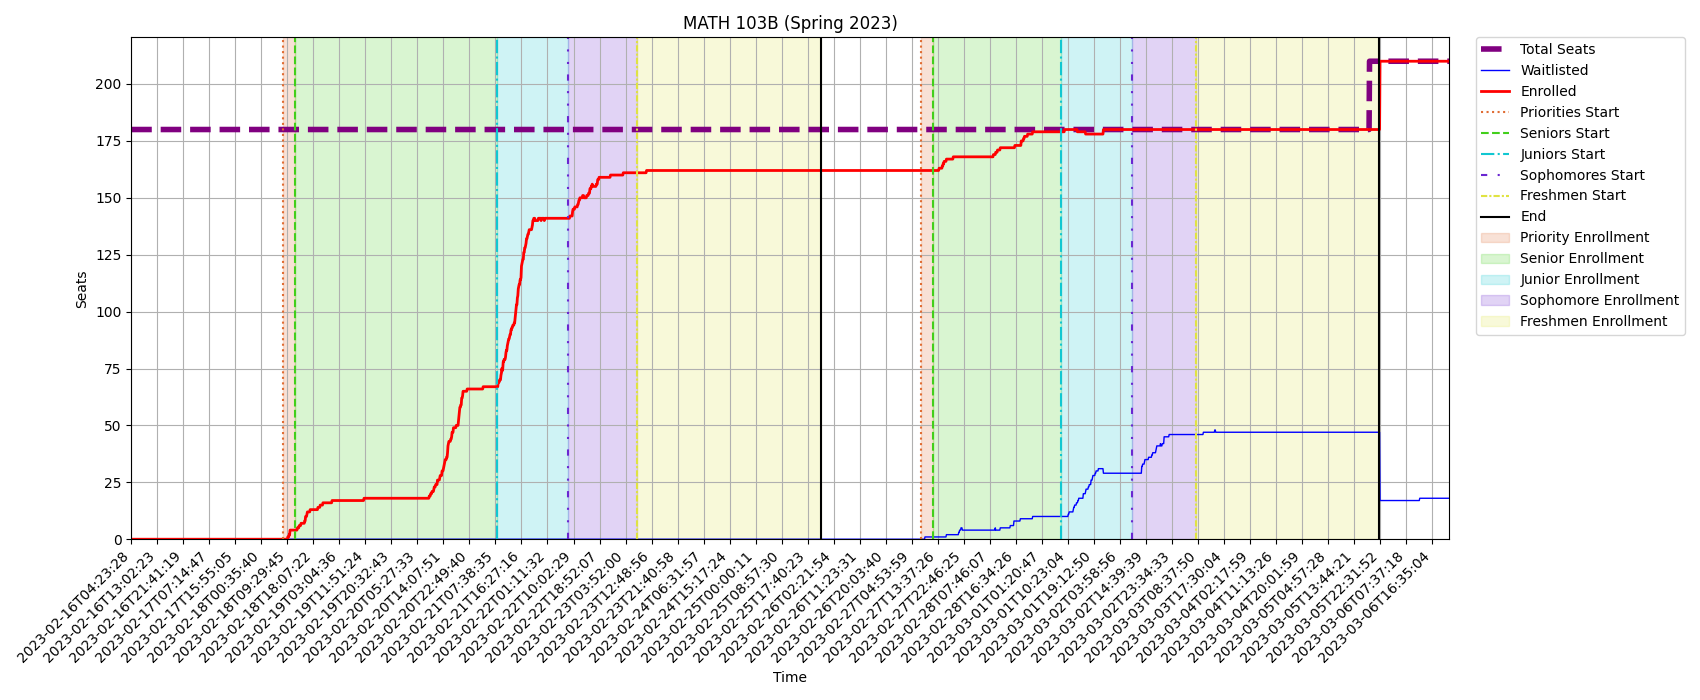 MATH 103B (Spring 2023)
Seats
200
175
150
125
100
75
50
25
0
2023-02-16T04:23:28
2023-02-16T13:02:23
2023-02-16T21:41:19
2023-02-17T07:14:47
2023-02-17T15:55:05
2023-02-18T00:35:40
2023-02-18T09:29:45
2023-02-18T18:07:22
2023-02-19T03:04:36
2023-02-19T11:51:24
2023-02-19T20:32:43
2023-02-20T05:27:33
2023-02-20T14:07:51
2023-02-20T22:49:40
2023-02-21T07:38:35
2023-02-21T16:27:16
2023-02-22T01:11:32
2023-02-22T10:02:29
2023-02-22T18:52:07
2023-02-23T03:52:00
2023-02-23T12:48:56
2023-02-23T21:40:58
2023-02-24T06:31:57
2023-02-24T15:17:24
2023-02-25T00:00:11
2023-02-25T08:57:30
2023-02-25T17:40:23
2023-02-26T02:21:54
2023-02-26T11:23:31
2023-02-26T20:03:40
2023-02-27T04:53:59
2023-02-27T13:37:26
2023-02-27T22:46:25
2023-02-28T07:46:07
2023-02-28T16:34:26
2023-03-01T01:20:47
2023-03-01T10:23:04
2023-03-01T19:12:50
2023-03-02T03:58:56
2023-03-02T14:39:39
2023-03-02T23:34:33
2023-03-03T08:37:50
2023-03-03T17:30:04
2023-03-04T02:17:59
2023-03-04T11:13:26
2023-03-04T20:01:59
2023-03-05T04:57:28
2023-03-05T13:44:21
2023-03-05T22:31:52
2023-03-06T07:37:18
2023-03-06T16:35:04
Time
Total Seats
Waitlisted
Enrolled
Priorities Start
Seniors Start
Juniors Start
Sophomores Start
Freshmen Start
End
Priority Enrollment
Senior Enrollment
Junior Enrollment
Sophomore Enrollment
Freshmen Enrollment